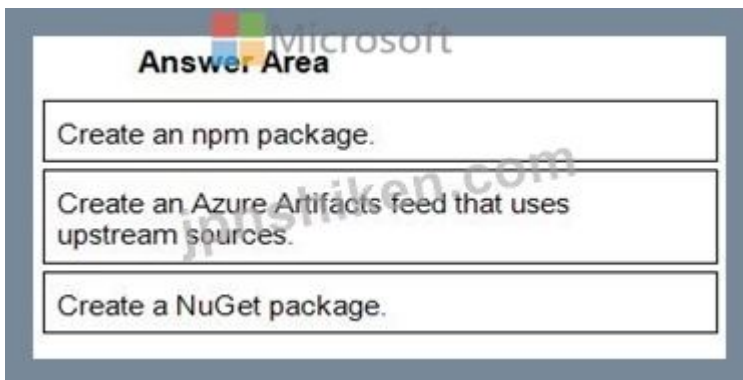 Microsoft
Answer Area
Create an npm package.
Create an Azure Artifacts feed that uses
upstream sources.
jpnshiken.com
Create a NuGet package.